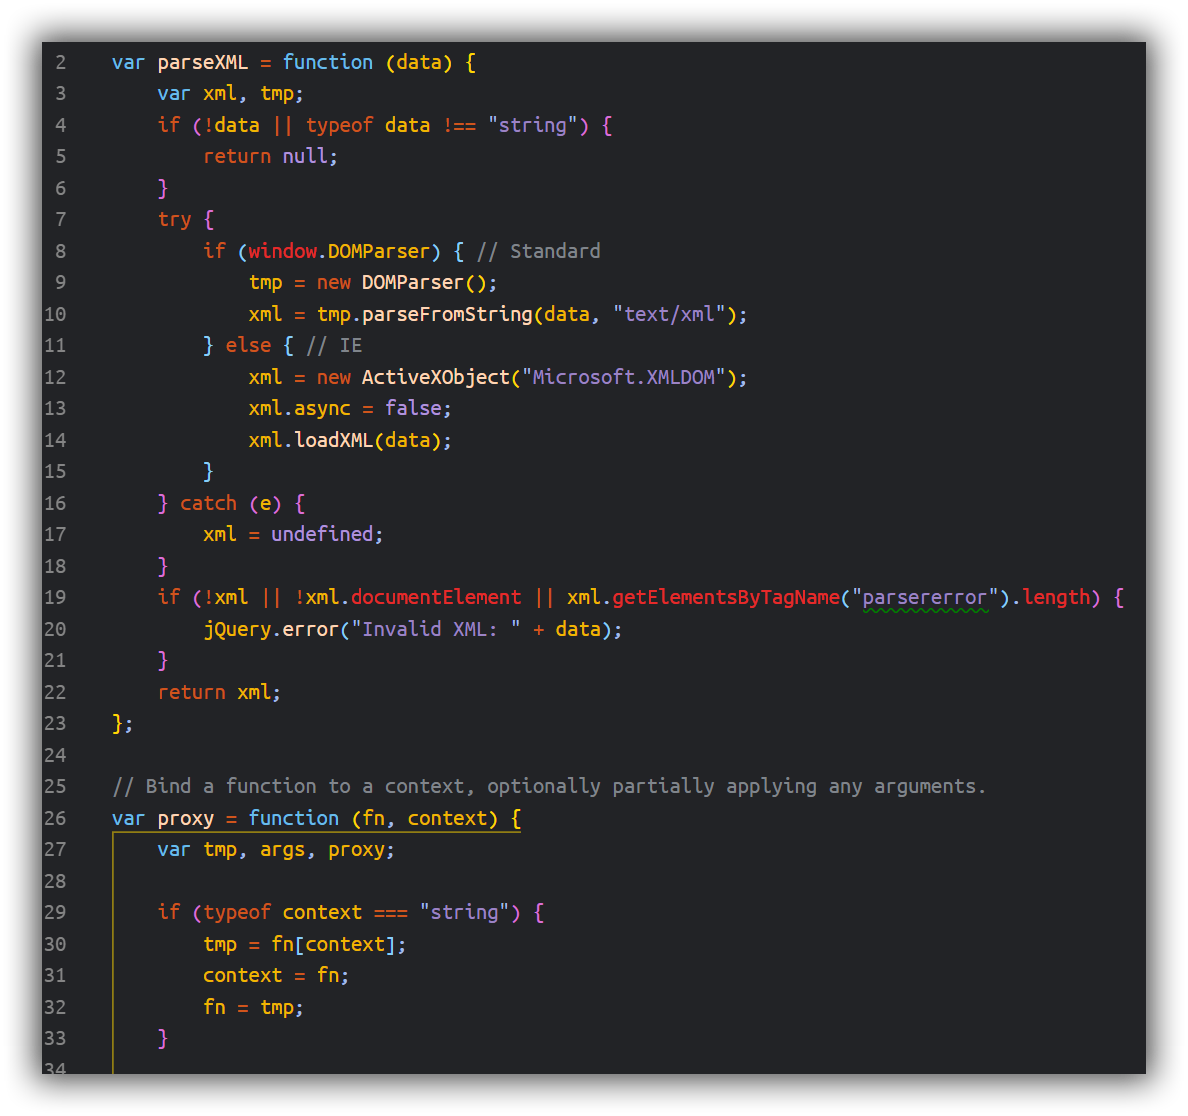 2    var parseXML = function (data) {
3        var xml, tmp;
4        if (!data || typeof data !== "string") {
5            return null;
6        }
7        try {
8            if (window.DOMParser) { // Standard
9                tmp = new DOMParser();
10                xml = tmp.parseFromString(data, "text/xml");
11            } else { // IE
12                xml = new ActiveXObject("Microsoft.XMLDOM");
13                xml.async = false;
14                xml.loadXML(data);
15            }
16        } catch (e) {
17            xml = undefined;
18        }
19        if (!xml || !xml.documentElement || xml.getElementsByTagName("parsererror").length) {
20            jQuery.error("Invalid XML: " + data);
21        }
22        return xml;
23    };
24
25    // Bind a function to a context, optionally partially applying any arguments.
26    var proxy = function (fn, context) {
27        var tmp, args, proxy;
28
29        if (typeof context === "string") {
30            tmp = fn[context];
31            context = fn;
32            fn = tmp;
33        }
34